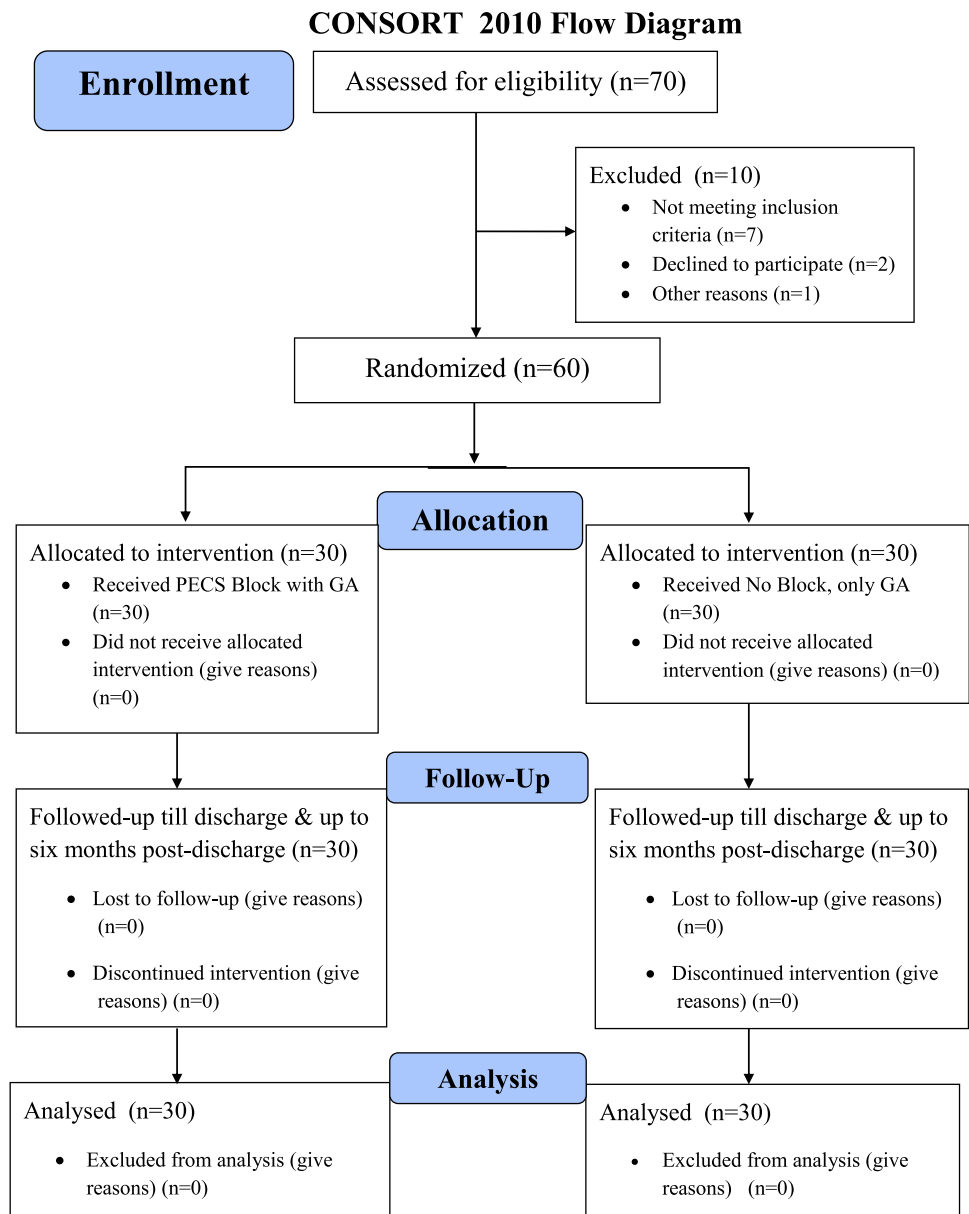 CONSORT 2010 Flow Diagram
Enrollment
Assessed for eligibility (n=70)
Excluded (n=10)
• Not meeting inclusion
criteria (n=7)
• Declined to participate (n=2)
• Other reasons (n=1)
Randomized (n=60)
Allocation
Allocated to intervention (n=30)
• Received PECS Block with GA
(n=30)
• Did not receive allocated
intervention (give reasons)
(n=0)
Allocated to intervention (n=30)
• Received No Block, only GA
(n=30)
• Did not receive allocated
intervention (give reasons) (n=0)
Follow-Up
Followed-up till discharge & up to
six months post-discharge (n=30)
• Lost to follow-up (give reasons)
(n=0)
• Discontinued intervention (give
reasons) (n=0)
Followed-up till discharge & up to
six months post-discharge (n=30)
• Lost to follow-up (give reasons)
(n=0)
• Discontinued intervention (give
reasons) (n=0)
Analysis
Analysed (n=30)
• Excluded from analysis (give
reasons) (n=0)
Analysed (n=30)
• Excluded from analysis (give
reasons) (n=0)